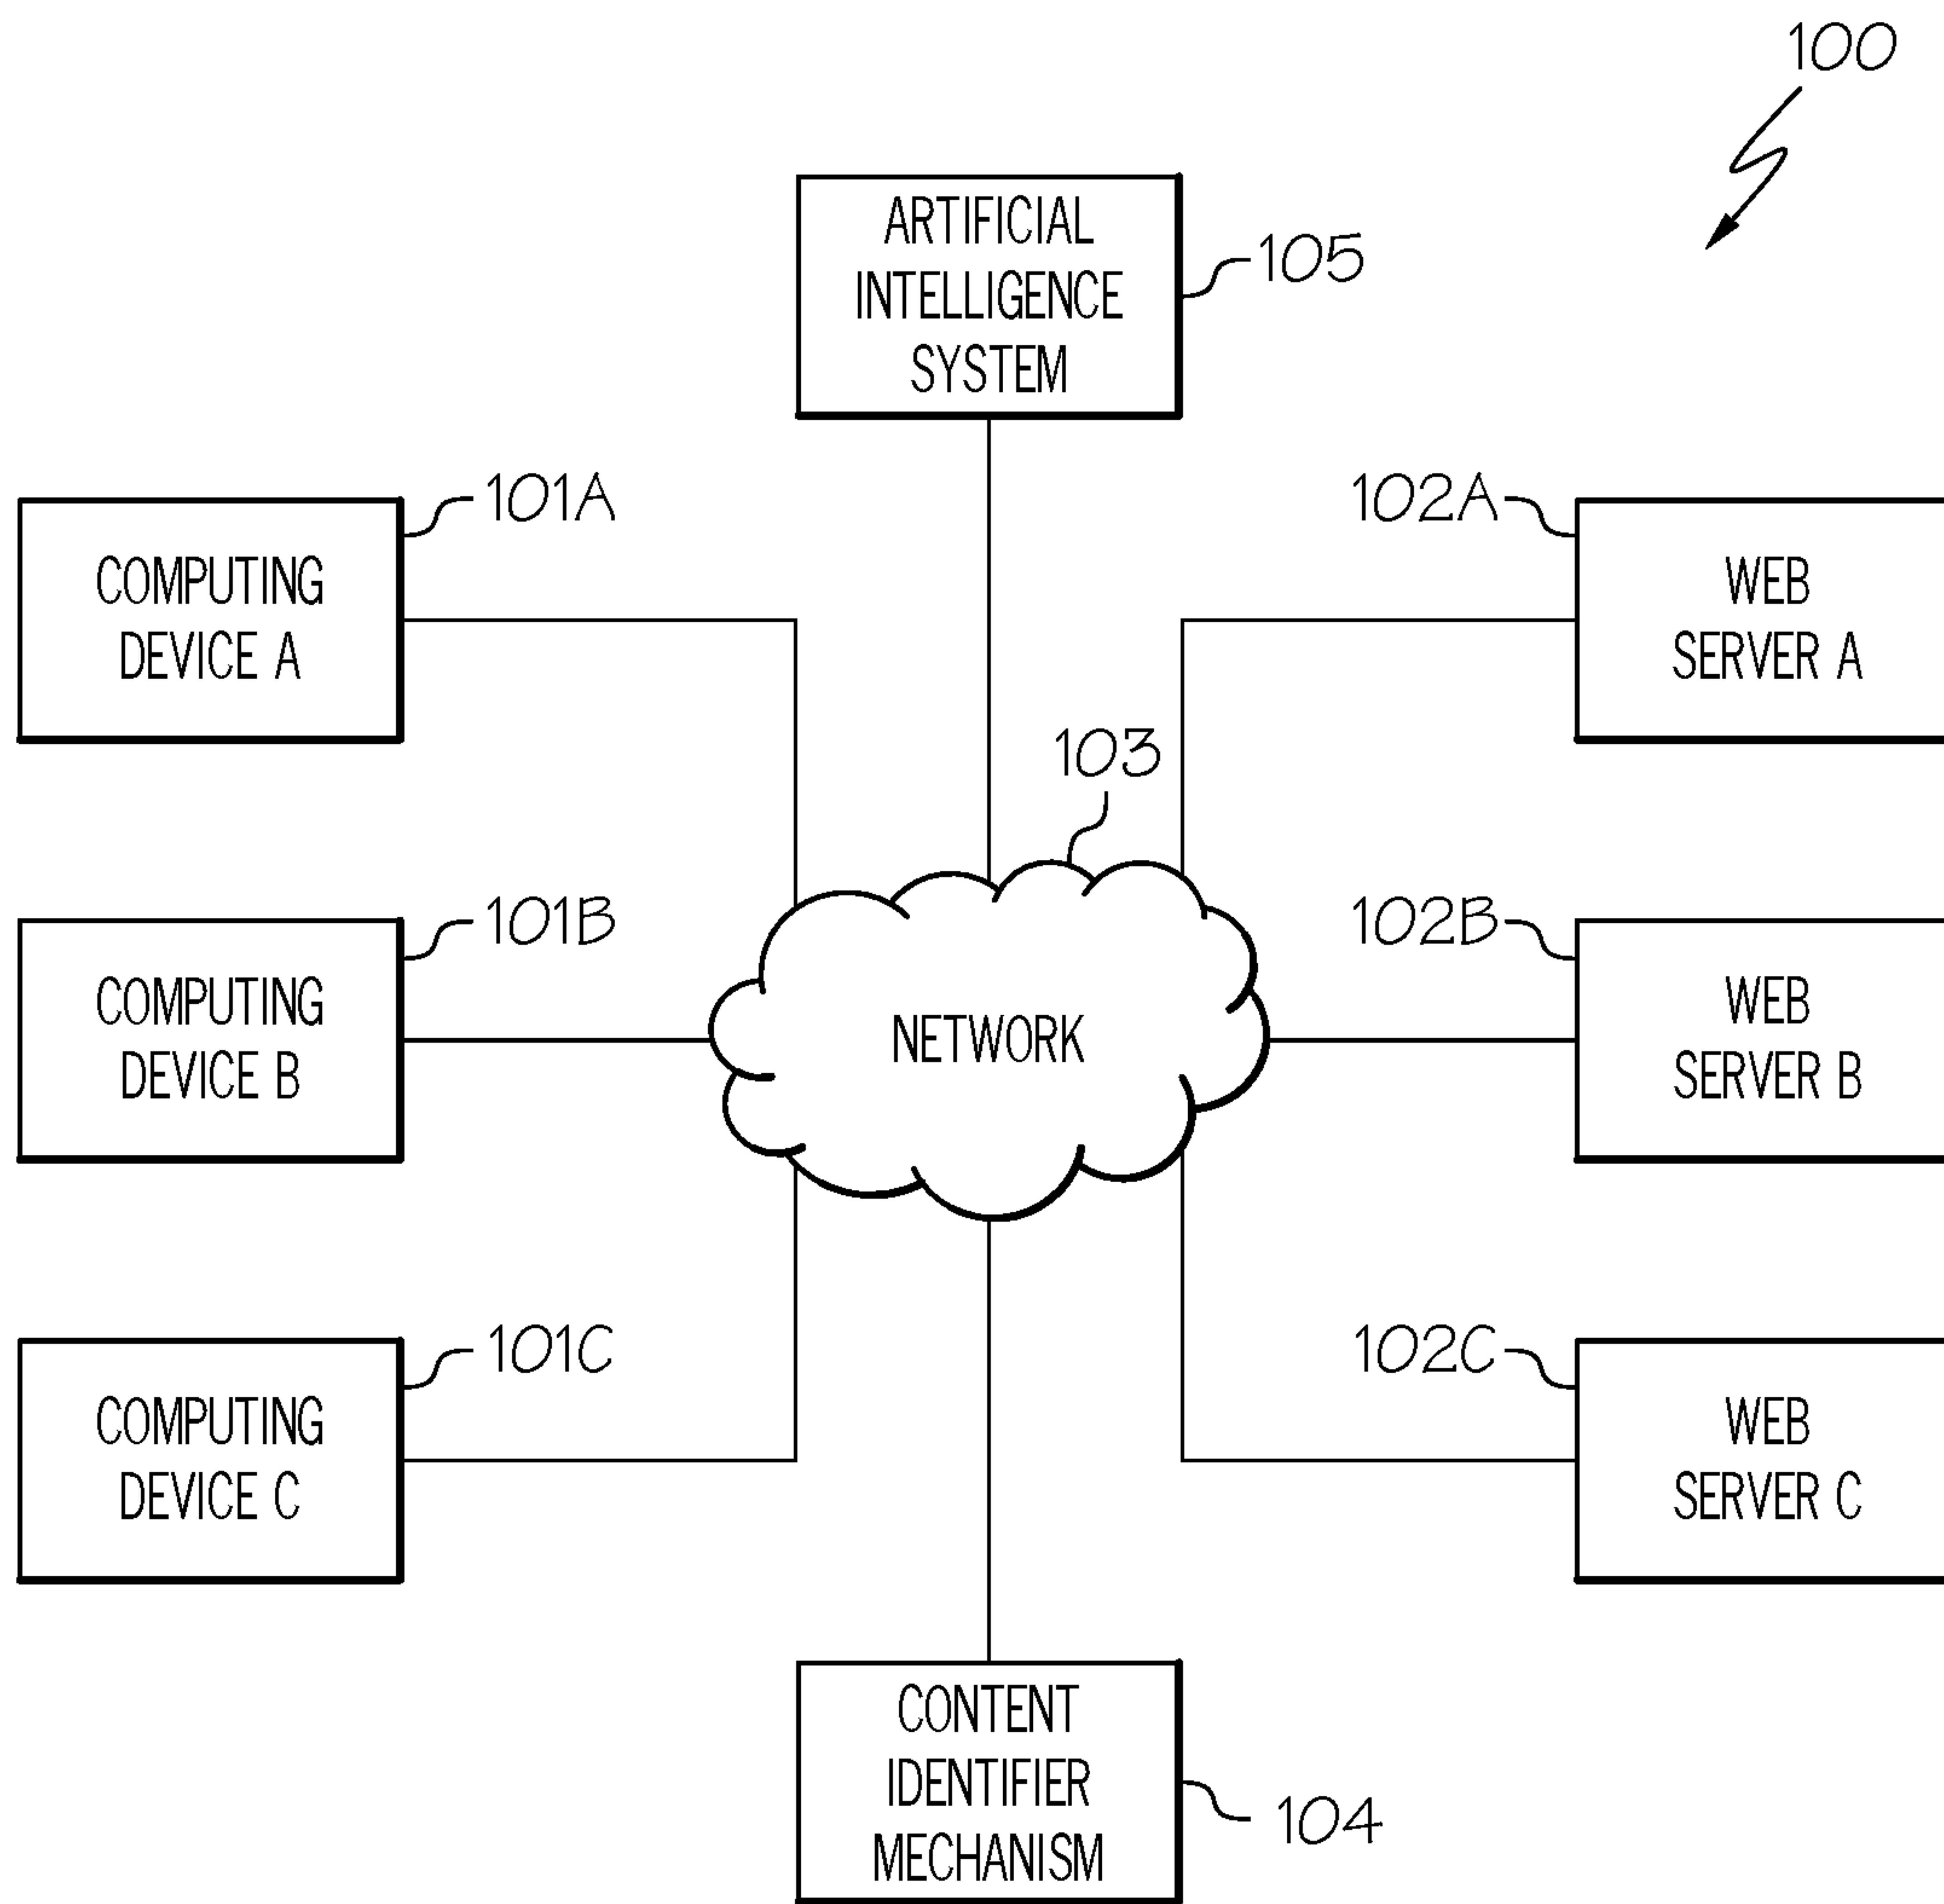 100
ARTIFICIAL
INTELLIGENCE
SYSTEM
105
101A
COMPUTING
DEVICE A
102A
WEB
SERVER A
103
101B
COMPUTING
DEVICE B
NETWORK
102B
WEB
SERVER B
101C
COMPUTING
DEVICE C
102C
WEB
SERVER C
CONTENT
IDENTIFIER
MECHANISM
104